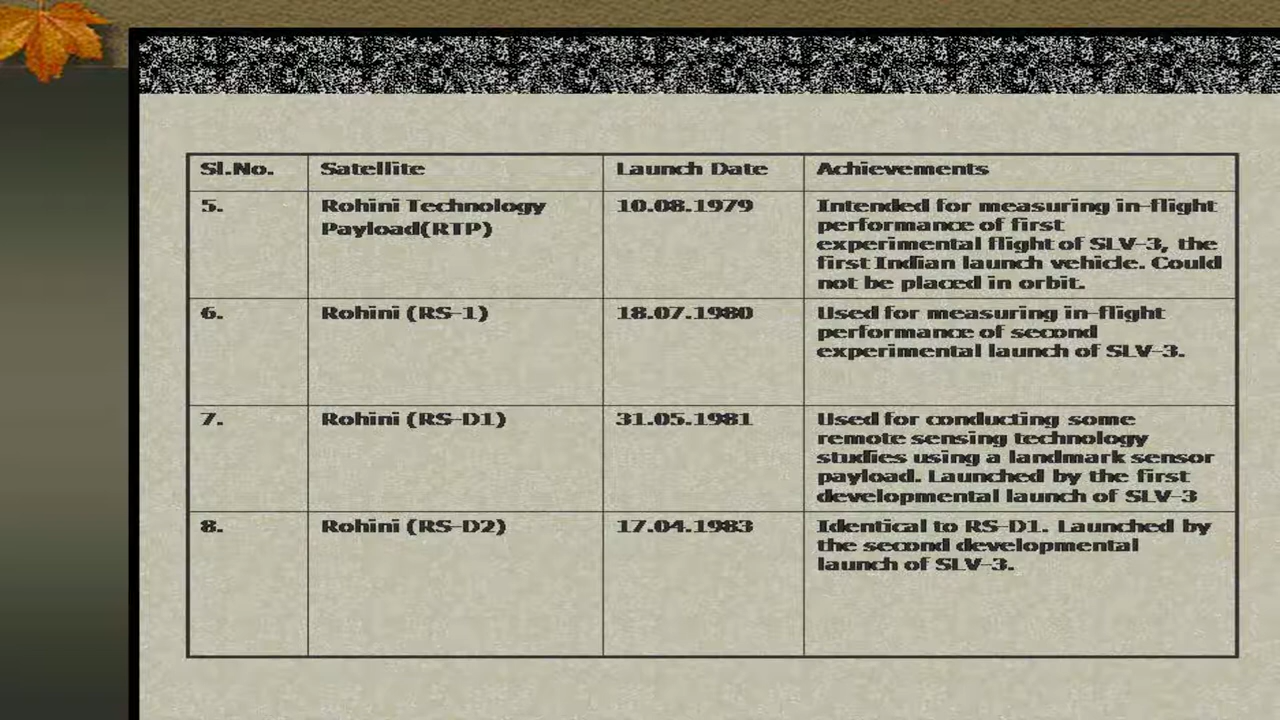 Sl.No. Satellite Launch Date Achievements
5. Rohini Technology Payload(RTP) 10.08.1979 Intended for measuring in-flight
performance of first
experimental flight of SLV-3, the
first Indian launch vehicle. Could
not be placed in orbit.
6. Rohini (RS-1) 18.07.1980 Used for measuring in-flight
performance of second
experimental launch of SLV-3.
7. Rohini (RS-D1) 31.05.1981 Used for conducting some
remote sensing technology
studies using a landmark sensor
payload. Launched by the first
developmental launch of SLV-3
8. Rohini (RS-D2) 17.04.1983 Identical to RS-D1. Launched by
the second developmental
launch of SLV-3.